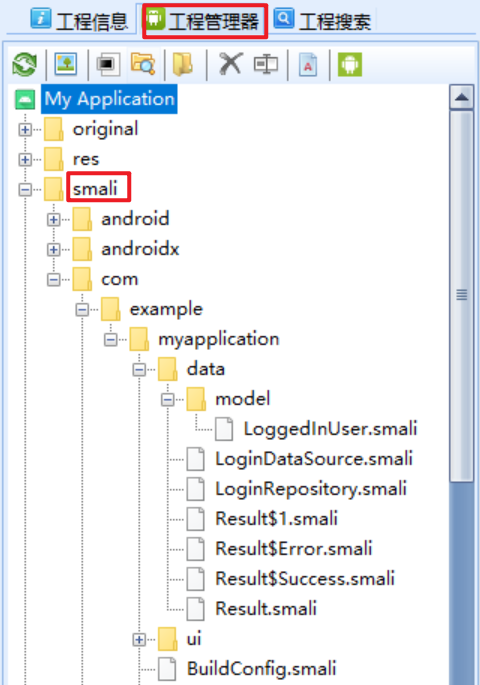 工程信息 工程管理器 工程搜索
My Application
original
res
smali
android
androidx
com
example
myapplication
data
model
LoggedInUser.smali
LoginDataSource.smali
LoginRepository.smali
Result$1.smali
Result$Error.smali
Result$Success.smali
Result.smali
ui
BuildConfig.smali